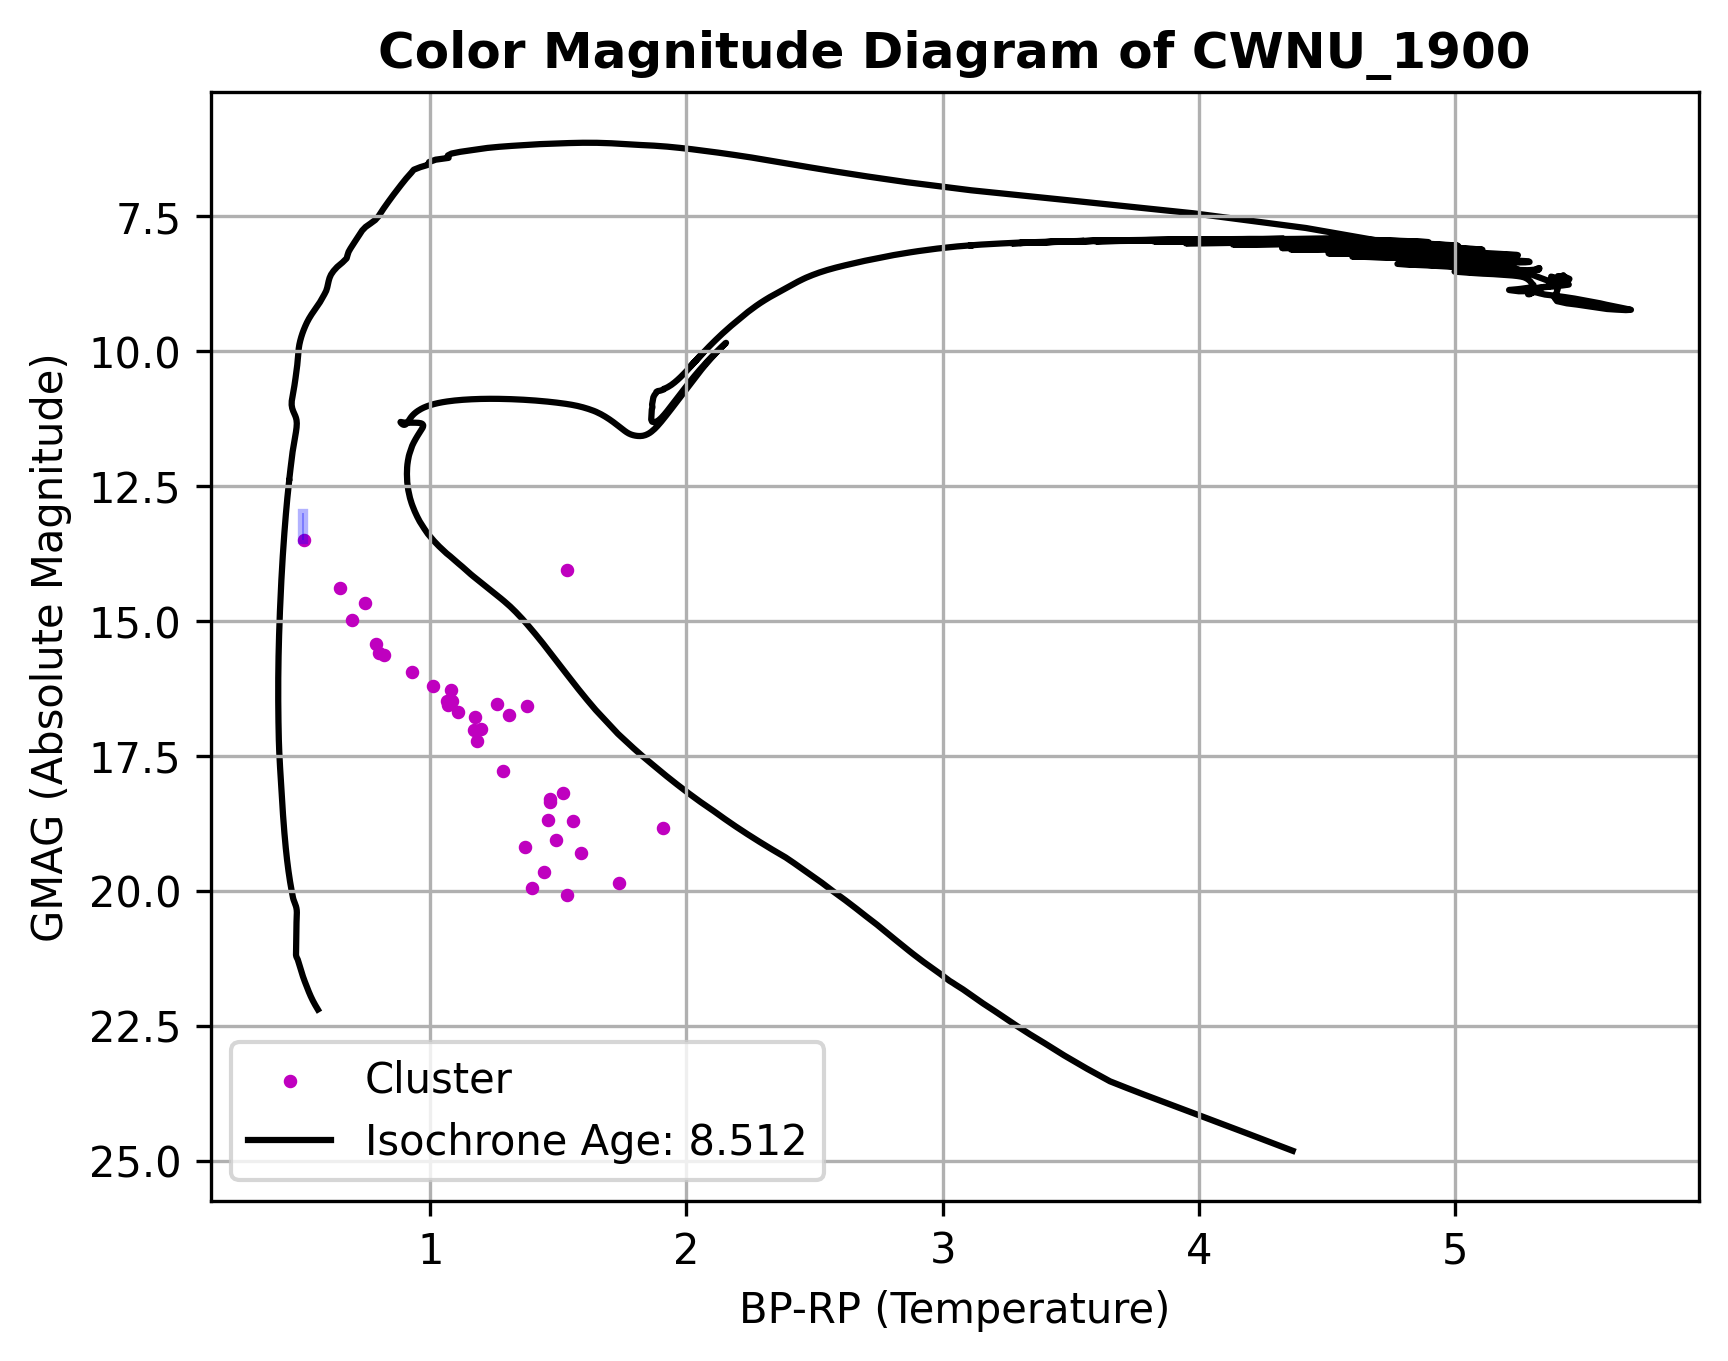 Color Magnitude Diagram of CWNU_1900
GMAG (Absolute Magnitude)
7.5
10.0
12.5
15.0
17.5
20.0
22.5
25.0
Cluster
Isochrone Age: 8.512
1 2 3 4 5
BP-RP (Temperature)